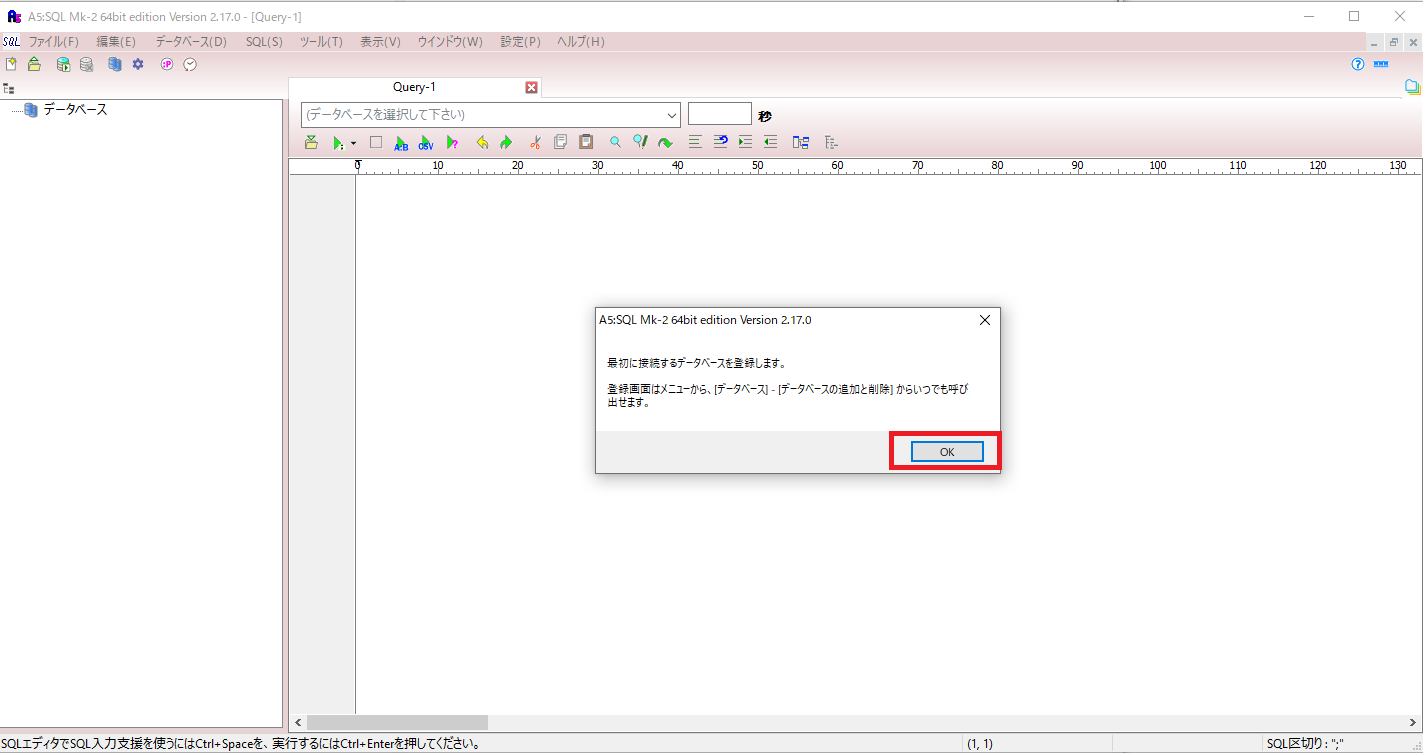 A5:SQL Mk-2 64bit edition Version 2.17.0 - [Query-1]
SQL ファイル(F) 編集(E) データベース(D) SQL(S) ツール(T) 表示(V) ウインドウ(W) 設定(P) ヘルプ(H)
Query-1
データベース
(データベースを選択して下さい) 秒
A:B CSV
0 10 20 30 40 50 60 70 80 90 100 110 120 130
A5:SQL Mk-2 64bit edition Version 2.17.0
最初に接続するデータベースを登録します。
登録画面はメニューから、[データベース] - [データベースの追加と削除] からいつでも呼び
出せます。
OK
SQLエディタでSQL入力支援を使うにはCtrl+Spaceを、実行するにはCtrl+Enterを押してください。 (1, 1) SQL区切り : ";"